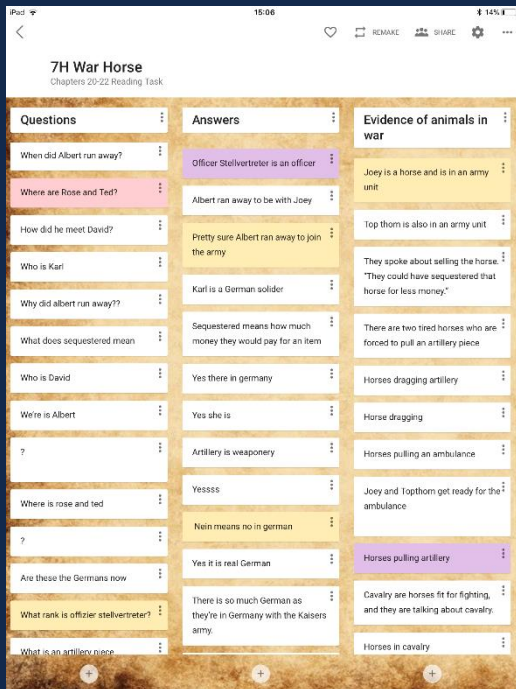 iPad
15:06
14%
REMAKE
SHARE
7H War Horse
Chapters 20-22 Reading Task
Questions
When did Albert run away?
Where are Rose and Ted?
How did he meet David?
Who is Karl
Why did albert run away??
What does sequestered mean
Who is David
We're is Albert
?
Where is rose and ted
?
Are these the Germans now
What rank is offizier stellvertreter?
What is an artillery piece
Answers
Officer Stellvertreter is an officer
Albert ran away to be with Joey
Pretty sure Albert ran away to join
the army
Karl is a German solider
Sequestered means how much
money they would pay for an item
Yes there in germany
Yes she is
Artillery is weaponery
Yessss
Nein means no in german
Yes it is real German
There is so much German as
they're in Germany with the Kaisers
army.
Evidence of animals in
war
Joey is a horse and is in an army
unit
Top thom is also in an army unit
They spoke about selling the horse.
"They could have sequestered that
horse for less money."
There are two tired horses who are
forced to pull an artillery piece
Horses dragging artillery
Horse dragging
Horses pulling an ambulance
Joey and Topthorn get ready for the
ambulance
Horses pulling artillery
Cavalry are horses fit for fighting,
and they are talking about cavalry.
Horses in cavalry